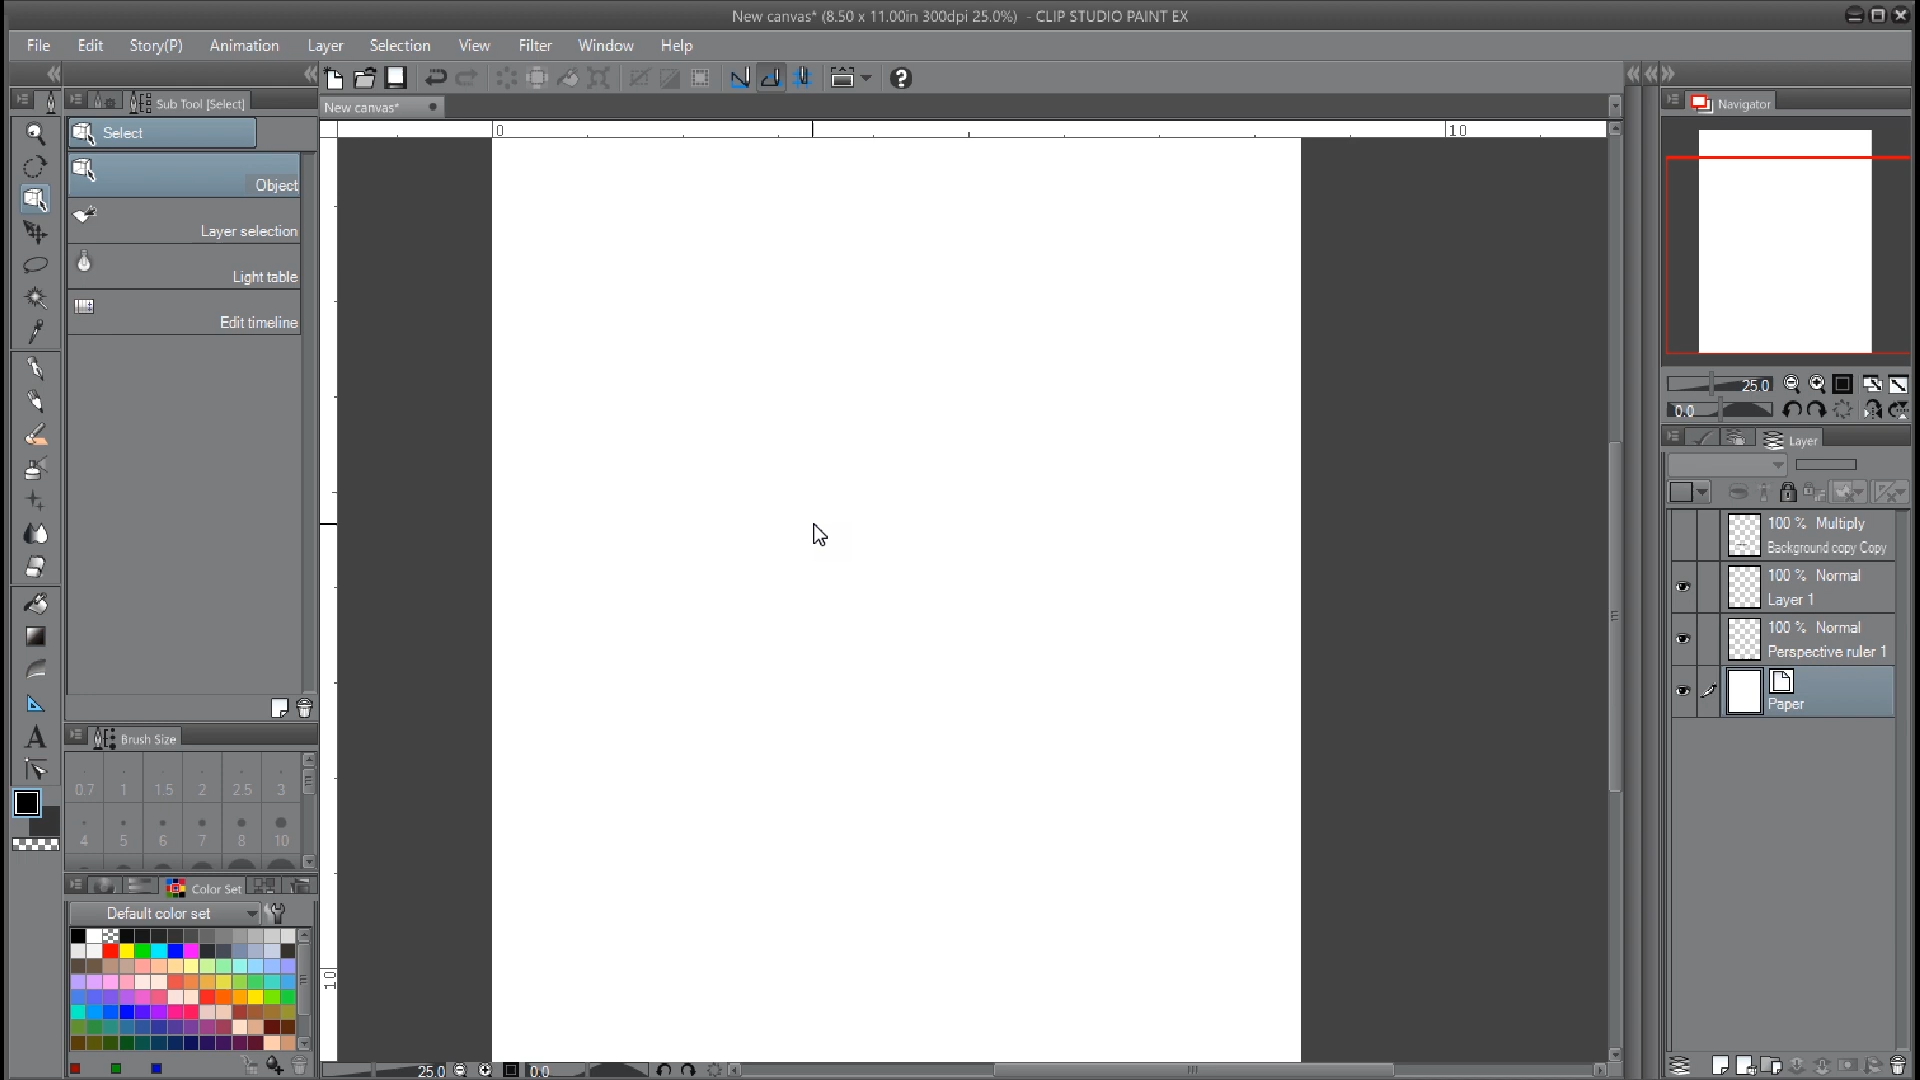 New canvas* (8.50 x 11.00in 300dpi 25.0%) - CLIP STUDIO PAINT EX
File Edit Story(P) Animation Layer Selection View Filter Window Help
Sub Tool [Select]
New canvas*
Navigator
Select
0 10
Object
Layer selection
Light table
Edit timeline
25.0
0.0
Layer
100 % Multiply
Background copy Copy
100 % Normal
Layer 1
100 % Normal
Perspective ruler 1
Paper
Brush Size
0.7 1 1.5 2 2.5 3
4 5 6 7 8 10
Color Set
Default color set
10
25.0 0.0